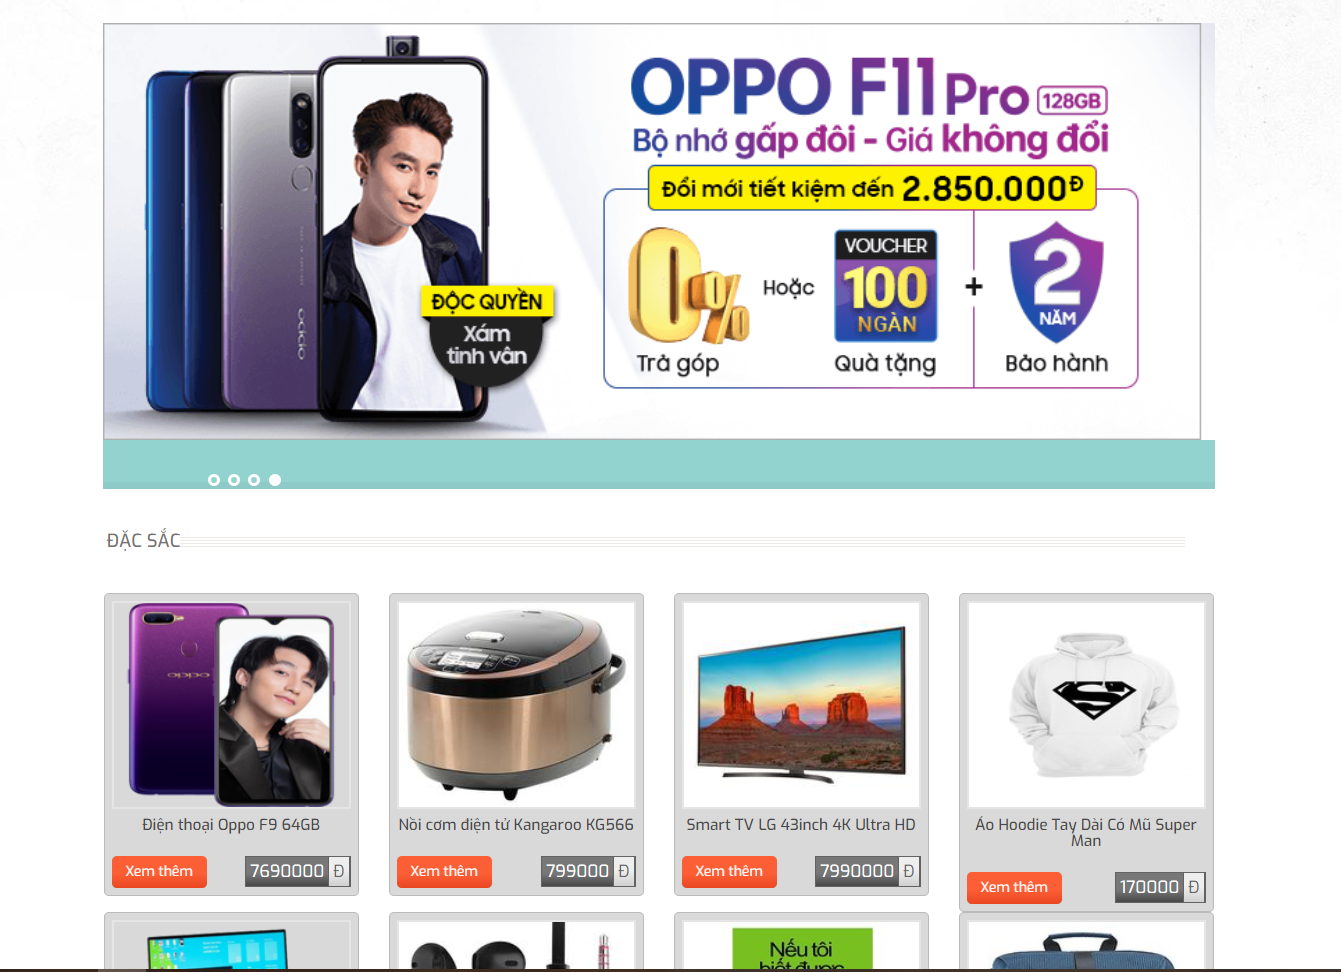 OPPO F11 Pro 128GB
Bộ nhớ gấp đôi - Giá không đổi
Đổi mới tiết kiệm đến 2.850.000Đ
0%
Trả góp
Hoặc
VOUCHER
100
NGÀN
Quà tặng
+
2
NĂM
Bảo hành
ĐỘC QUYỀN
Xám
tinh vân
oppo
ĐẶC SẮC
oppo
Điện thoại Oppo F9 64GB
Xem thêm
7690000 Đ
Nồi cơm điện tử Kangaroo KG566
Xem thêm
799000 Đ
Smart TV LG 43inch 4K Ultra HD
Xem thêm
7990000 Đ
S
Áo Hoodie Tay Dài Có Mũ Super
Man
Xem thêm
170000 Đ
Nếu tôi
biết được